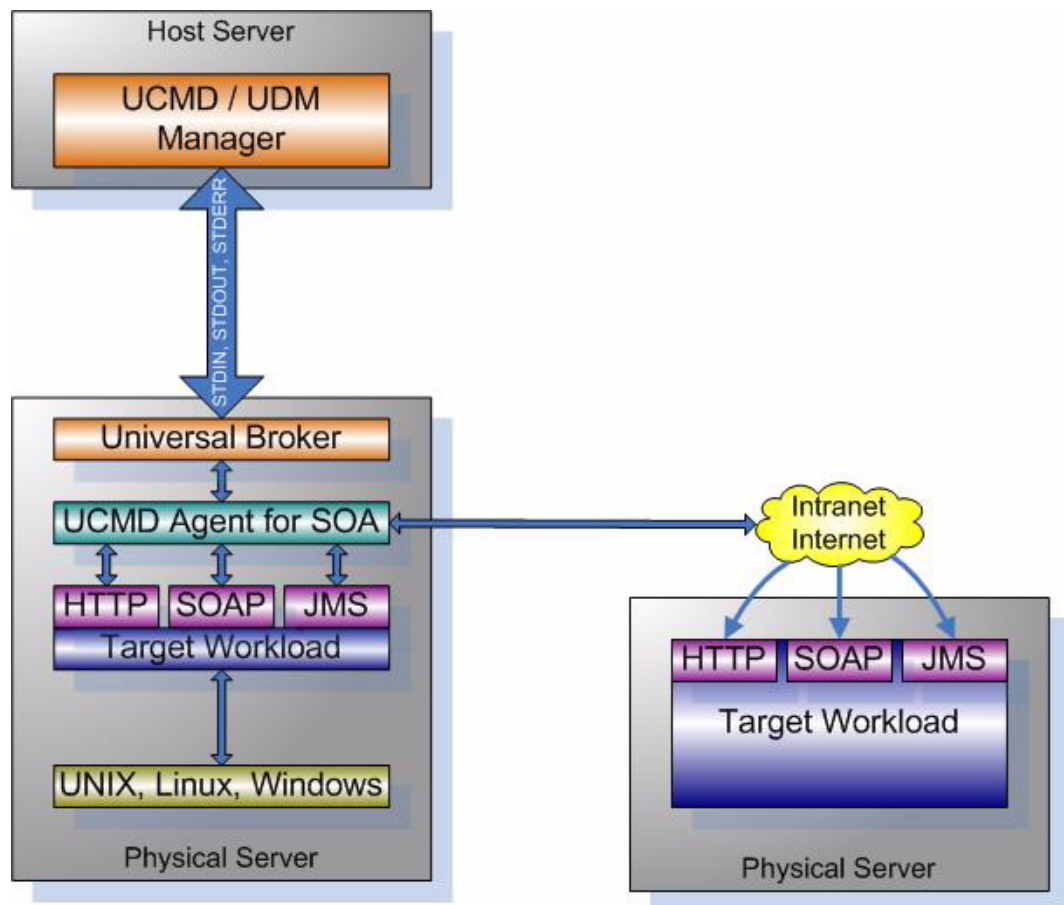 Host Server
UCMD / UDM
Manager
STDIN, STDOUT, STDERR
Universal Broker
UCMD Agent for SOA
HTTP
SOAP
JMS
Target Workload
UNIX, Linux, Windows
Physical Server
Intranet
Internet
HTTP
SOAP
JMS
Target Workload
Physical Server